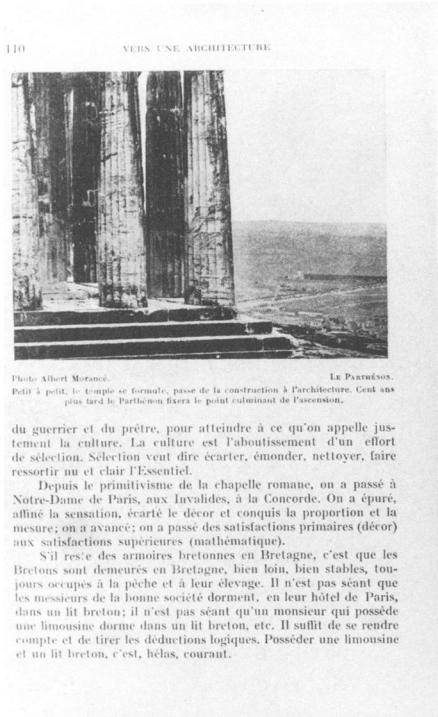 110 VERS UNE ARCHITECTURE
Photo Albert Morancé. LE PARTHÉNON.
Petit à petit, le temple se formule, passe de la construction à l'architecture. Cent ans
plus tard le Parthénon fixera le point culminant de l'ascension.
du guerrier et du prêtre, pour atteindre à ce qu'on appelle jus-
tement la culture. La culture est l'aboutissement d'un effort
de sélection. Sélection veut dire écarter, émonder, nettoyer, faire
ressortir nu et clair l'Essentiel.
Depuis le primitivisme de la chapelle romane, on a passé à
Notre-Dame de Paris, aux Invalides, à la Concorde. On a épuré,
affiné la sensation, écarté le décor et conquis la proportion et la
mesure; on a avancé; on a passé des satisfactions primaires (décor)
aux satisfactions supérieures (mathématique).
S'il reste des armoires bretonnes en Bretagne, c'est que les
Bretons sont demeurés en Bretagne, bien loin, bien stables, tou-
jours occupés à la pêche et à leur élevage. Il n'est pas séant que
les messieurs de la bonne société dorment, en leur hôtel de Paris,
dans un lit breton; il n'est pas séant qu'un monsieur qui possède
une limousine dorme dans un lit breton, etc. Il suffit de se rendre
compte et de tirer les déductions logiques. Posséder une limousine
et un lit breton, c'est, hélas, courant.